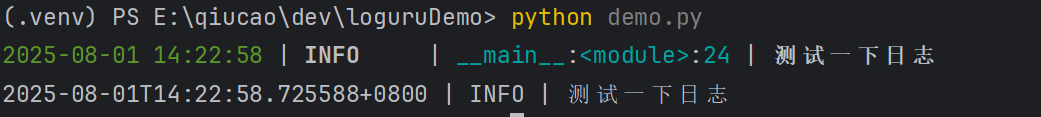 (.venv) PS E:\qiucao\dev\loguruDemo> python demo.py
2025-08-01 14:22:58 | INFO     | __main__:<module>:24 | 测试一下日志
2025-08-01T14:22:58.725588+0800 | INFO | 测试一下日志